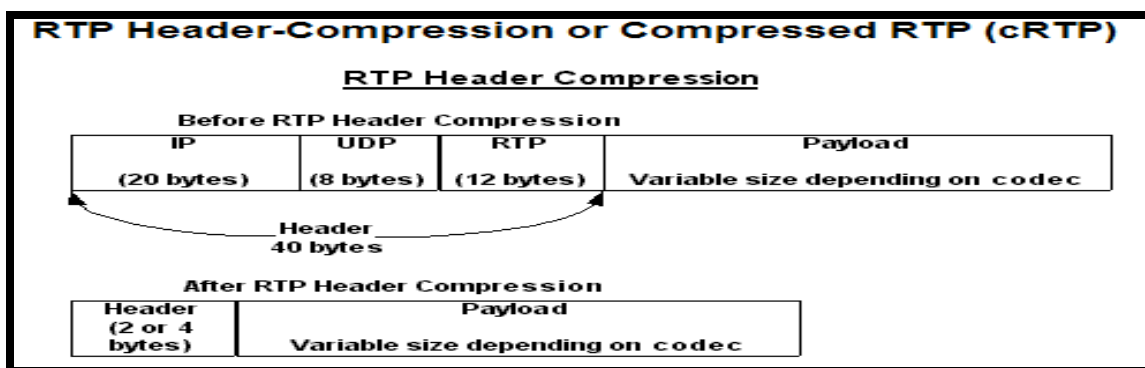 RTP Header-Compression or Compressed RTP (cRTP)
RTP Header Compression
Before RTP Header Compression
IP UDP RTP Payload
(20 bytes) (8 bytes) (12 bytes) Variable size depending on codec
Header
40 bytes
After RTP Header Compression
Header Payload
(2 or 4
bytes) Variable size depending on codec